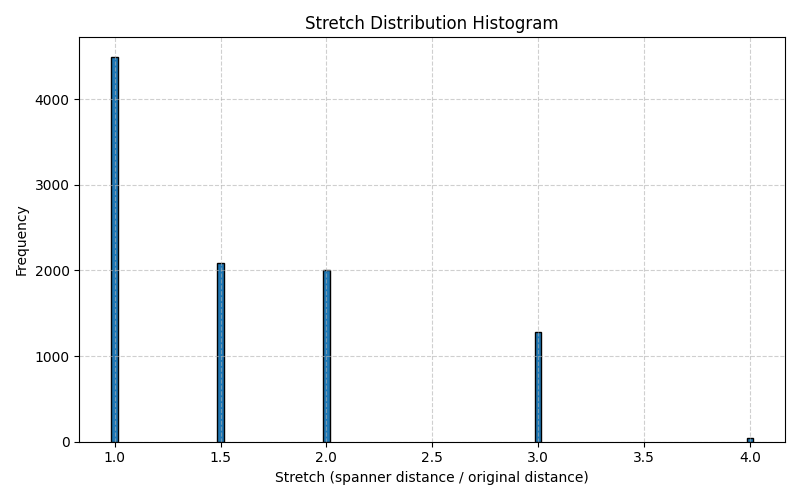 Stretch Distribution Histogram
4000
3000
2000
1000
0
Frequency
1.0 1.5 2.0 2.5 3.0 3.5 4.0
Stretch (spanner distance / original distance)